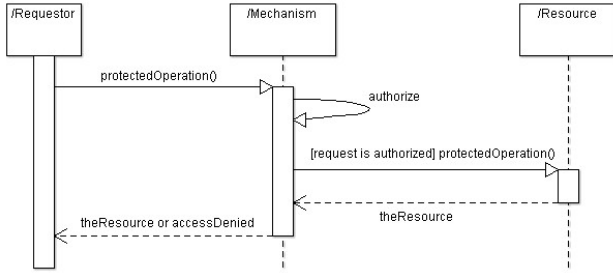 /Requestor
/Mechanism
/Resource
protectedOperation()
authorize
[request is authorized] protectedOperation()
theResource
theResource or accessDenied